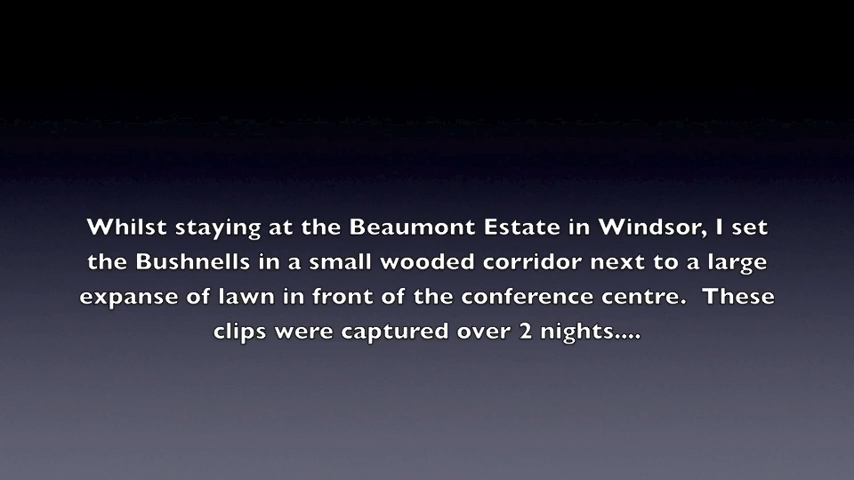 Whilst staying at the Beaumont Estate in Windsor, I set
the Bushnells in a small wooded corridor next to a large
expanse of lawn in front of the conference centre.  These
clips were captured over 2 nights....